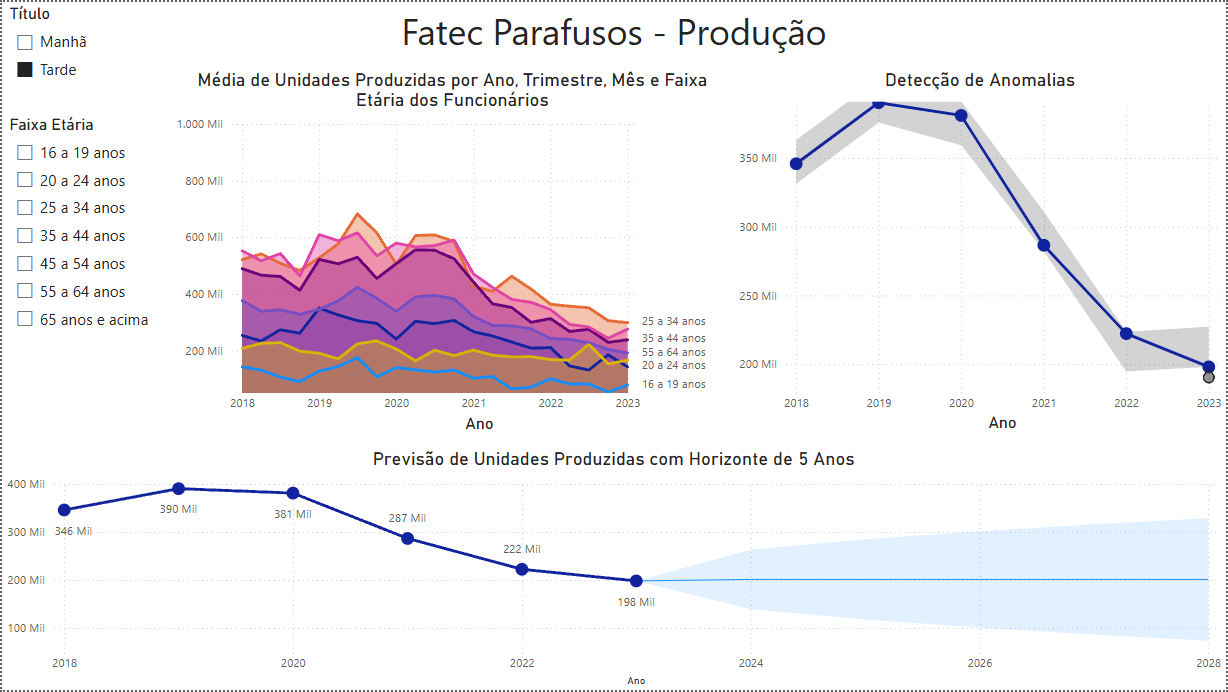 Título
Manhã
Tarde
Faixa Etária
16 a 19 anos
20 a 24 anos
25 a 34 anos
35 a 44 anos
45 a 54 anos
55 a 64 anos
65 anos e acima
Fatec Parafusos - Produção
Média de Unidades Produzidas por Ano, Trimestre, Mês e Faixa
Etária dos Funcionários
1.000 Mil
800 Mil
600 Mil
400 Mil
200 Mil
25 a 34 anos
35 a 44 anos
55 a 64 anos
20 a 24 anos
16 a 19 anos
2018 2019 2020 2021 2022 2023
Ano
Detecção de Anomalias
350 Mil
300 Mil
250 Mil
200 Mil
2018 2019 2020 2021 2022 2023
Ano
Previsão de Unidades Produzidas com Horizonte de 5 Anos
400 Mil
300 Mil
200 Mil
100 Mil
346 Mil
390 Mil
381 Mil
287 Mil
222 Mil
198 Mil
2018 2020 2022 2024 2026 2028
Ano